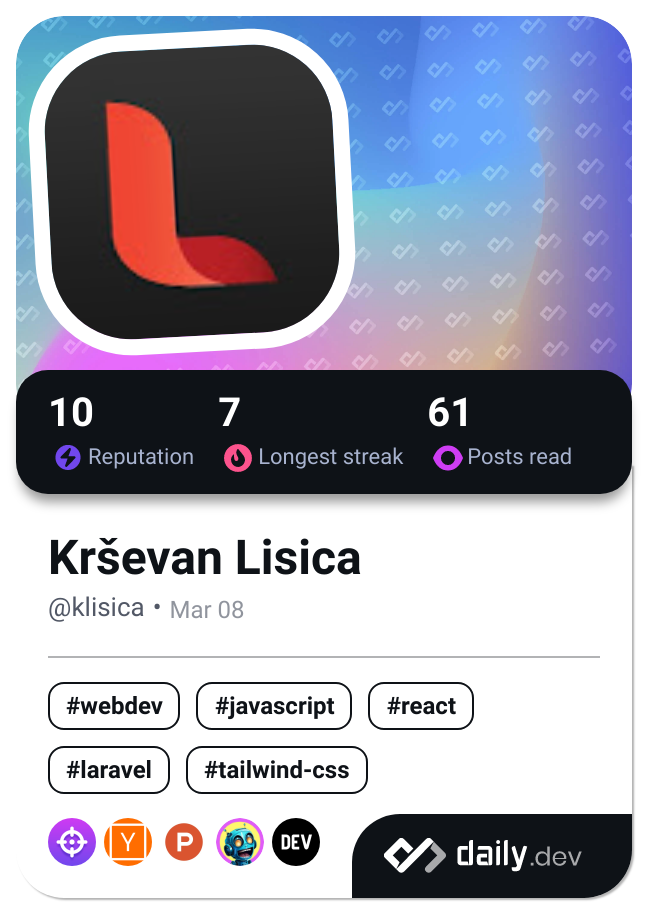 10 7 61
Reputation Longest streak Posts read
Krševan Lisica
@klisica • Mar 08
#webdev #javascript #react
#laravel #tailwind-css
Y P DEV
daily.dev